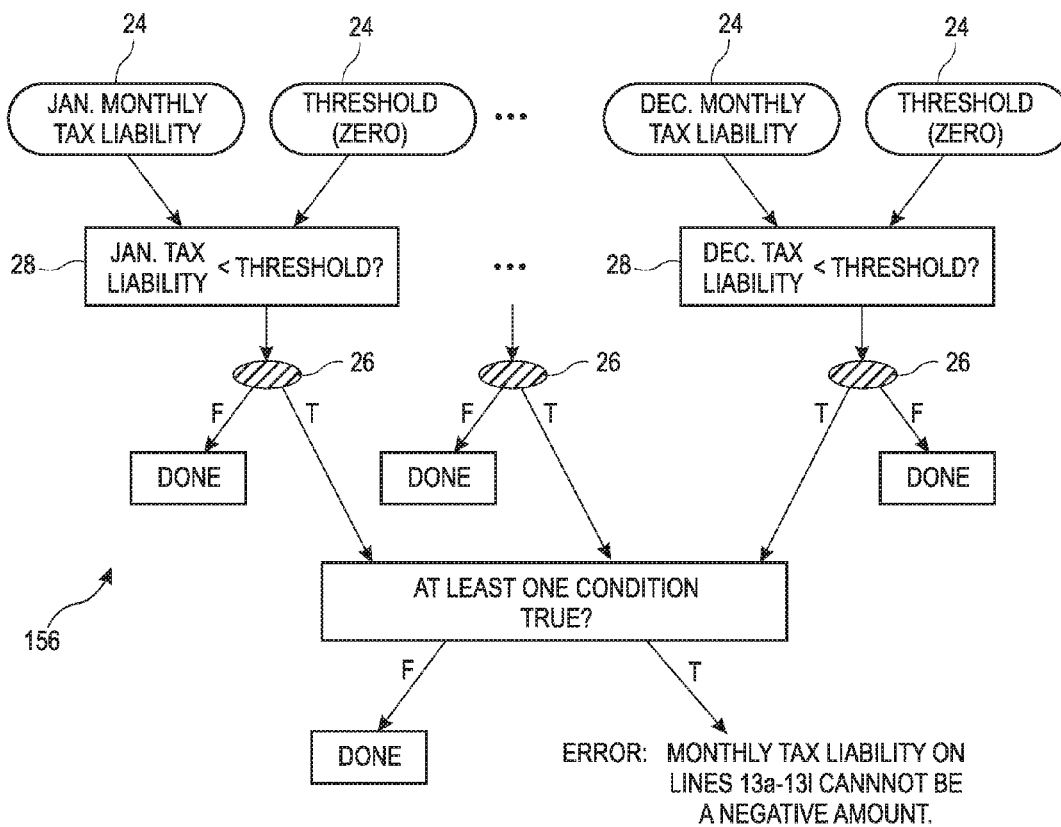 24
24
24
24
JAN. MONTHLY
TAX LIABILITY
THRESHOLD
(ZERO)
...
DEC. MONTHLY
TAX LIABILITY
THRESHOLD
(ZERO)
28
JAN. TAX
LIABILITY < THRESHOLD?
...
28
DEC. TAX
LIABILITY < THRESHOLD?
26
26
26
F
T
F
T
T
F
DONE
DONE
DONE
AT LEAST ONE CONDITION
TRUE?
156
F
T
DONE
ERROR: MONTHLY TAX LIABILITY ON
LINES 13a-13l CANNNOT BE
A NEGATIVE AMOUNT.